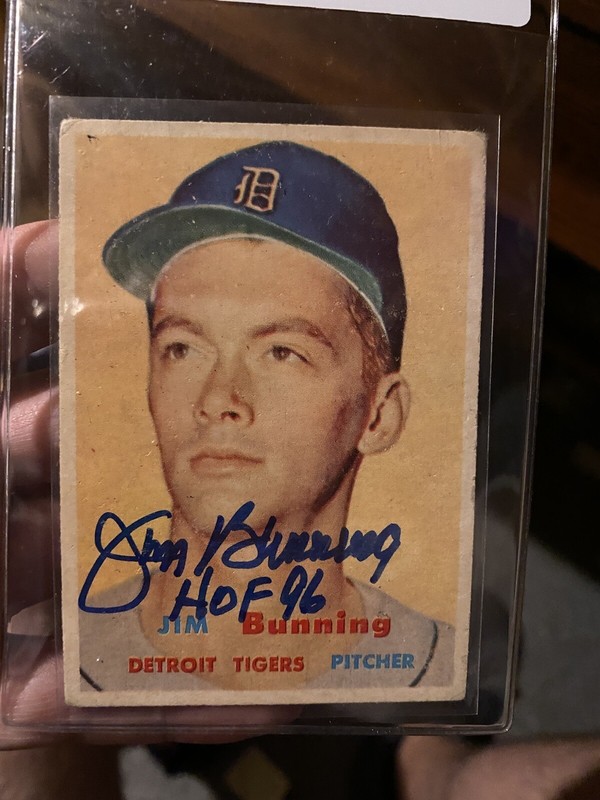 D
Jim Bunning
HOF 96
JIM Bunning
DETROIT TIGERS PITCHER